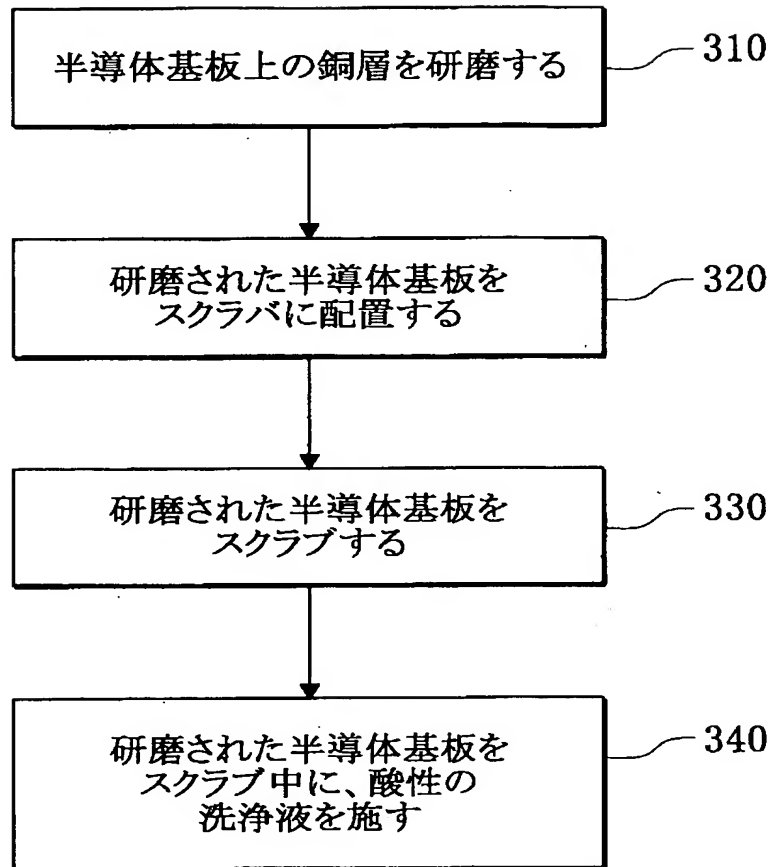 半導体基板上の銅層を研磨する
310
研磨された半導体基板を
スクラバに配置する
320
研磨された半導体基板を
スクラブする
330
研磨された半導体基板を
スクラブ中に、酸性の
洗浄液を施す
340